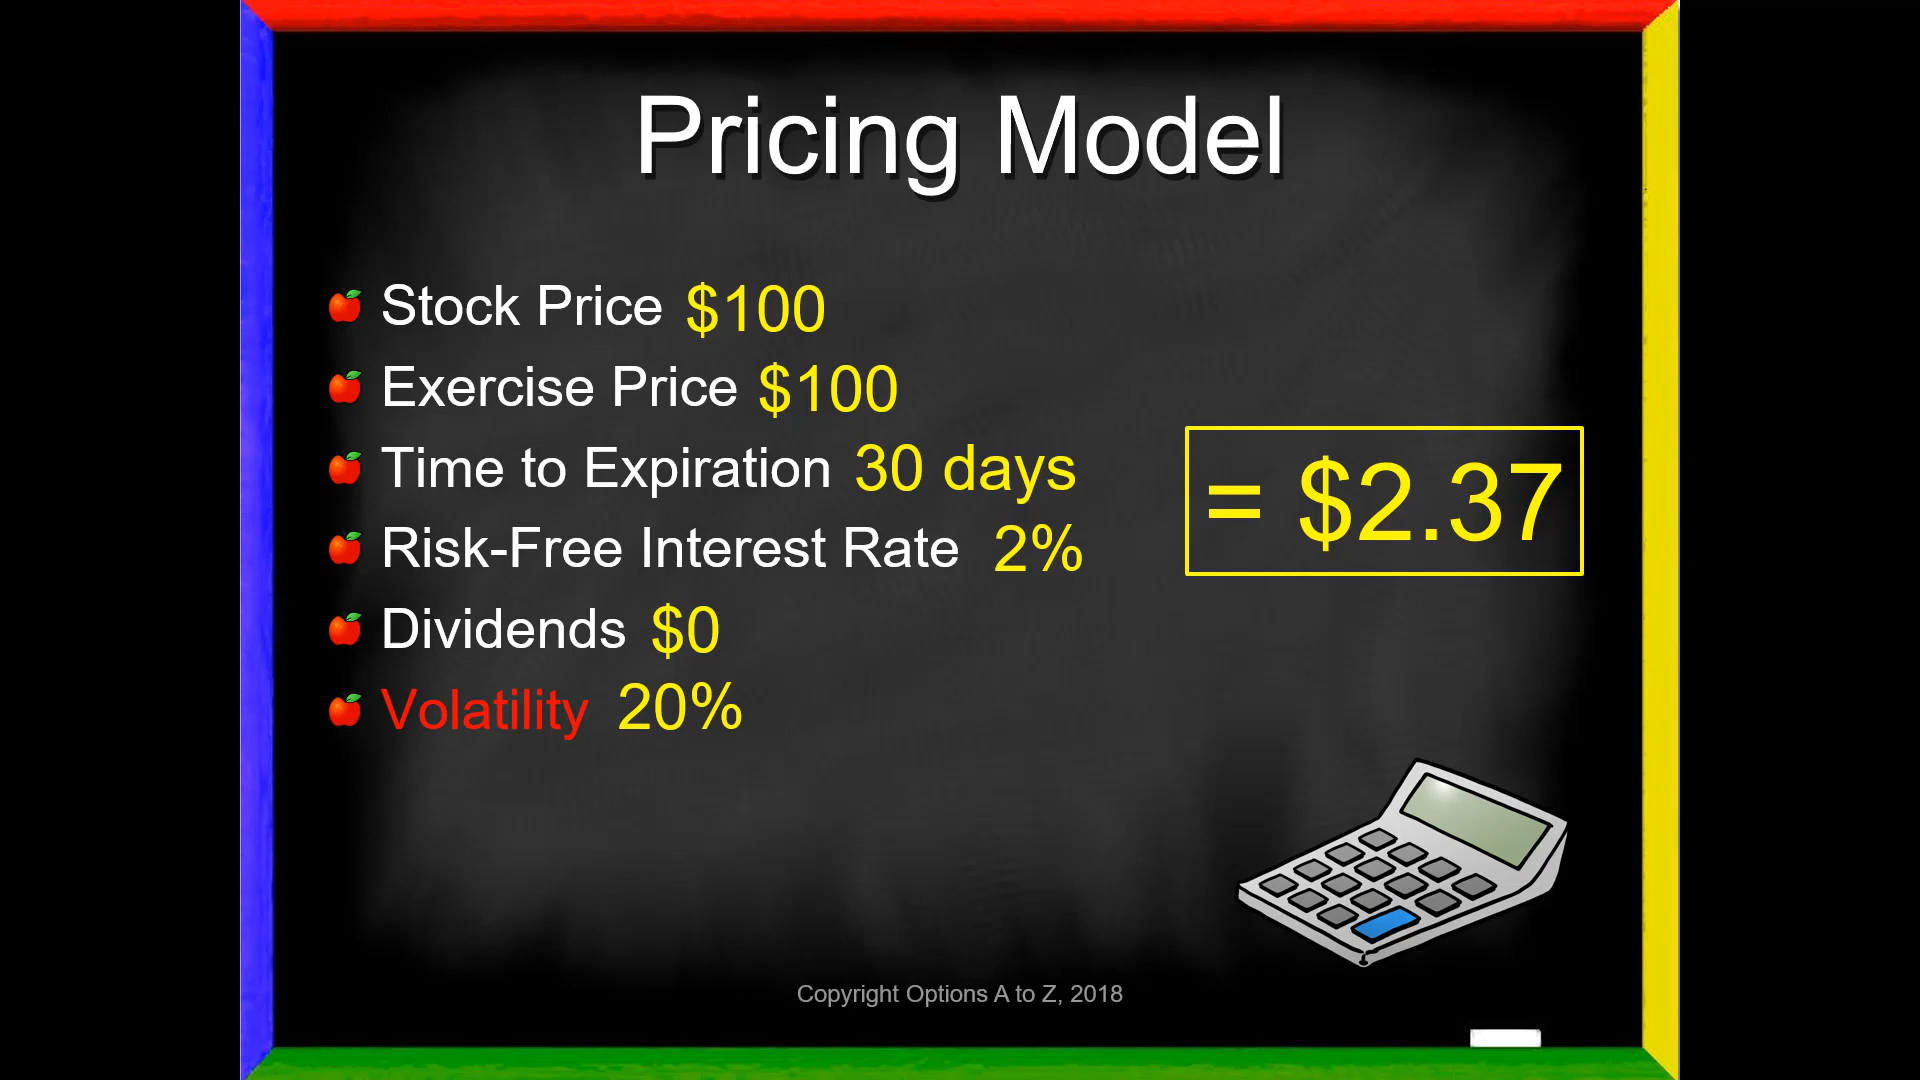 Pricing Model
Stock Price $100
Exercise Price $100
Time to Expiration 30 days
Risk-Free Interest Rate 2%
Dividends $0
Volatility 20%
= $2.37
Copyright Options A to Z, 2018